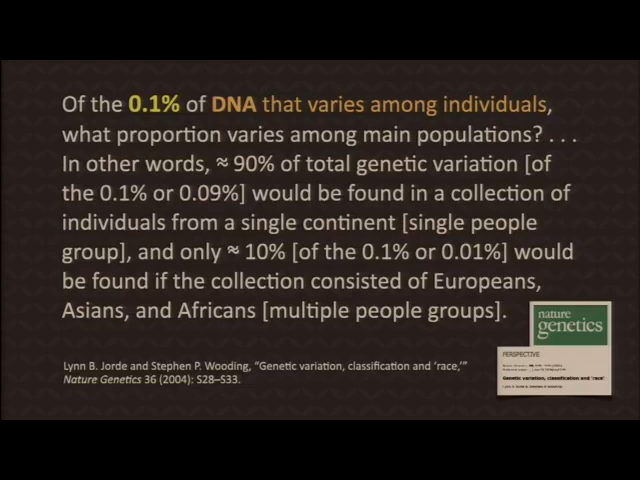 Of the 0.1% of DNA that varies among individuals,
what proportion varies among main populations? . . .
In other words, ≈ 90% of total genetic variation [of
the 0.1% or 0.09%] would be found in a collection of
individuals from a single continent [single people
group], and only ≈ 10% [of the 0.1% or 0.01%] would
be found if the collection consisted of Europeans,
Asians, and Africans [multiple people groups].
Lynn B. Jorde and Stephen P. Wooding, “Genetic variation, classification and ‘race,’”
Nature Genetics 36 (2004): S28–S33.
nature
genetics
PERSPECTIVE
Genetic variation, classification and 'race'